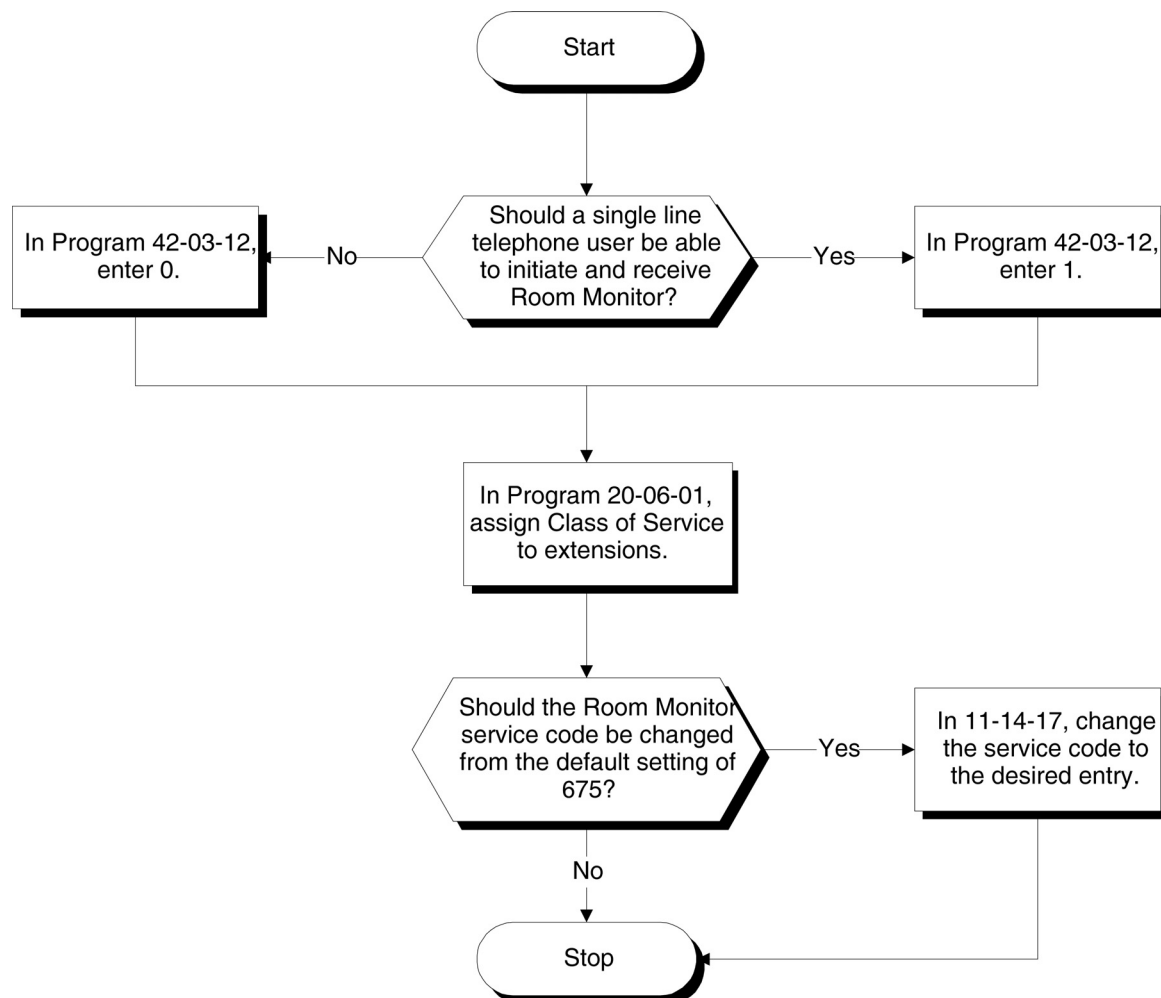 Start
Should a single line
telephone user be able
to initiate and receive
Room Monitor?
No
Yes
In Program 42-03-12,
enter 0.
In Program 42-03-12,
enter 1.
In Program 20-06-01,
assign Class of Service
to extensions.
Should the Room Monitor
service code be changed
from the default setting of
675?
Yes
In 11-14-17, change
the service code to
the desired entry.
No
Stop